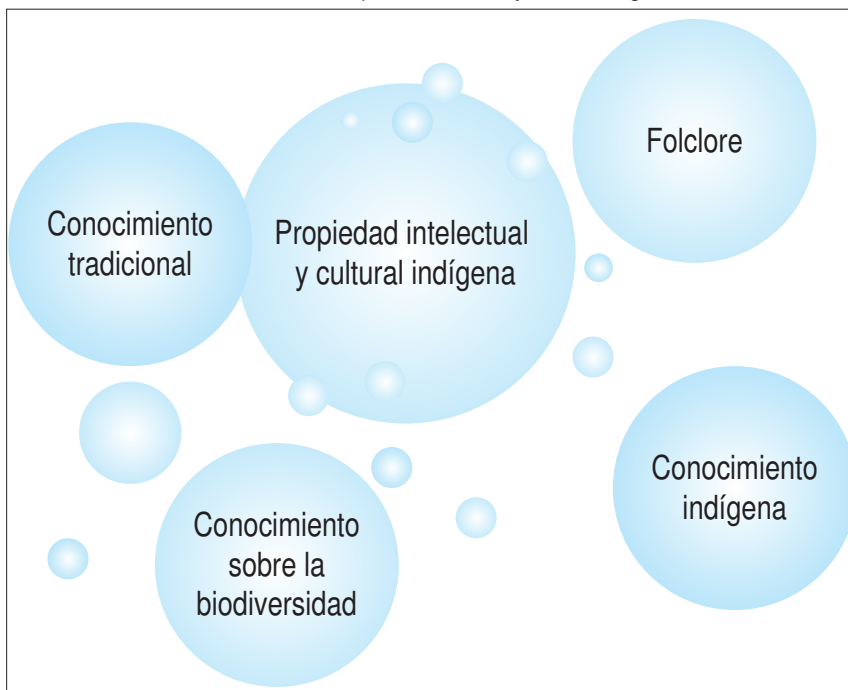 Folclore
Conocimiento
tradicional
Propiedad intelectual
y cultural indígena
Conocimiento
indígena
Conocimiento
sobre la
biodiversidad